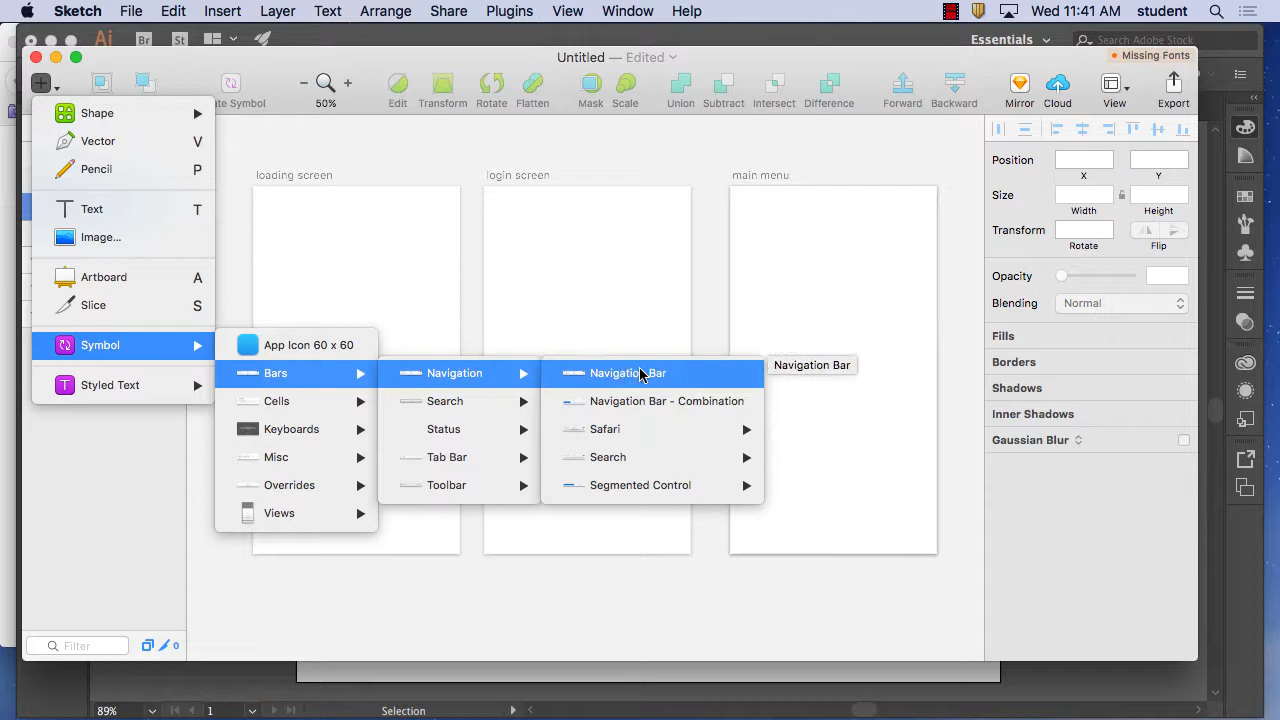 Sketch File Edit Insert Layer Text Arrange Share Plugins View Window Help Wed 11:41 AM student
Ai Br St Essentials Search Adobe Stock
Untitled — Edited
Missing Fonts
te Symbol 50% Edit Transform Rotate Flatten Mask Scale Union Subtract Intersect Difference Forward Backward Mirror Cloud View Export
Shape
Vector V
Pencil P
Text T
Image...
Artboard A
Slice S
Symbol
Styled Text
App Icon 60 x 60
Bars
Cells
Keyboards
Misc
Overrides
Views
Navigation
Search
Status
Tab Bar
Toolbar
Navigation Bar
Navigation Bar - Combination
Safari
Search
Segmented Control
Navigation Bar
loading screen
login screen
main menu
Position
X Y
Size
Width Height
Transform
Rotate Flip
Opacity
Blending Normal
Fills
Borders
Shadows
Inner Shadows
Gaussian Blur
Filter 0
89% 1 Selection